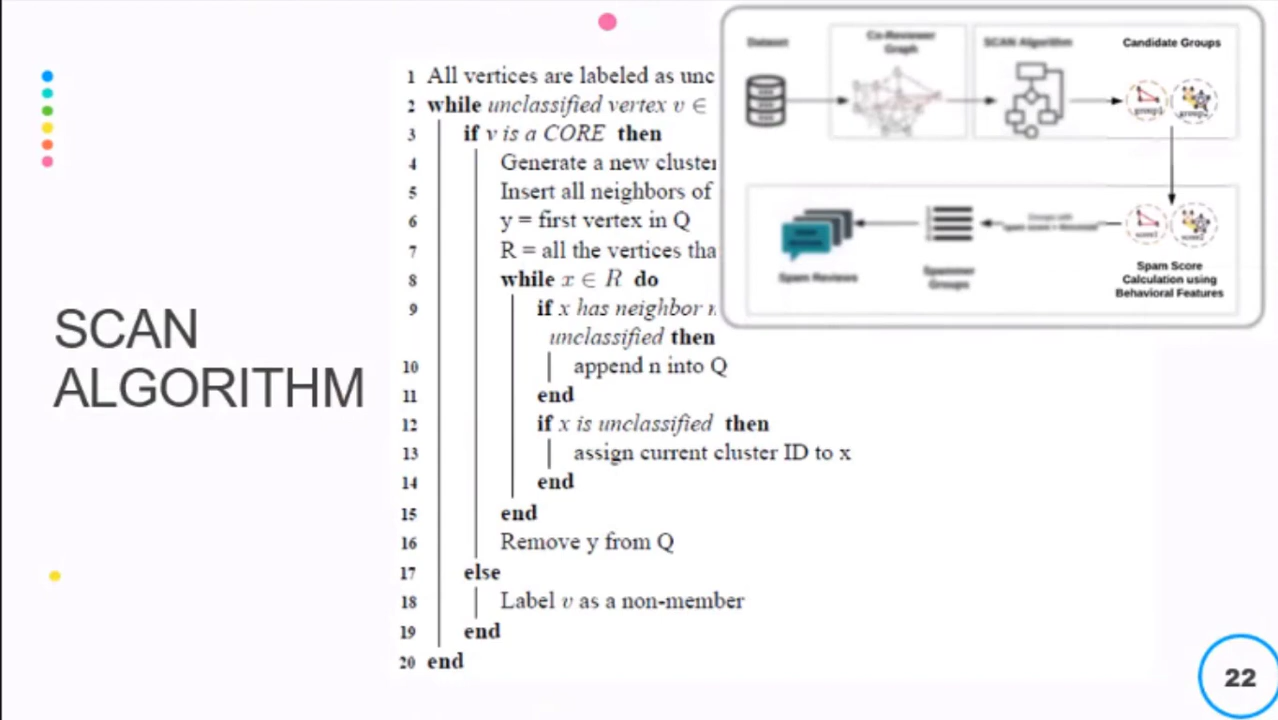 SCAN
ALGORITHM
1 All vertices are labeled as unc
2 while unclassified vertex v ∈
3 if v is a CORE then
4 Generate a new cluster
5 Insert all neighbors of
6 y = first vertex in Q
7 R = all the vertices tha
8 while x ∈ R do
9 if x has neighbor n
unclassified then
10 append n into Q
11 end
12 if x is unclassified then
13 assign current cluster ID to x
14 end
15 end
16 Remove y from Q
17 else
18 Label v as a non-member
19 end
20 end
Dataset
Co-Reviewer
Graph
SCAN Algorithm
Candidate Groups
group1
group2
Spam Reviews
Spammer
Groups
score1
score2
Spam Score
Calculation using
Behavioral Features
22